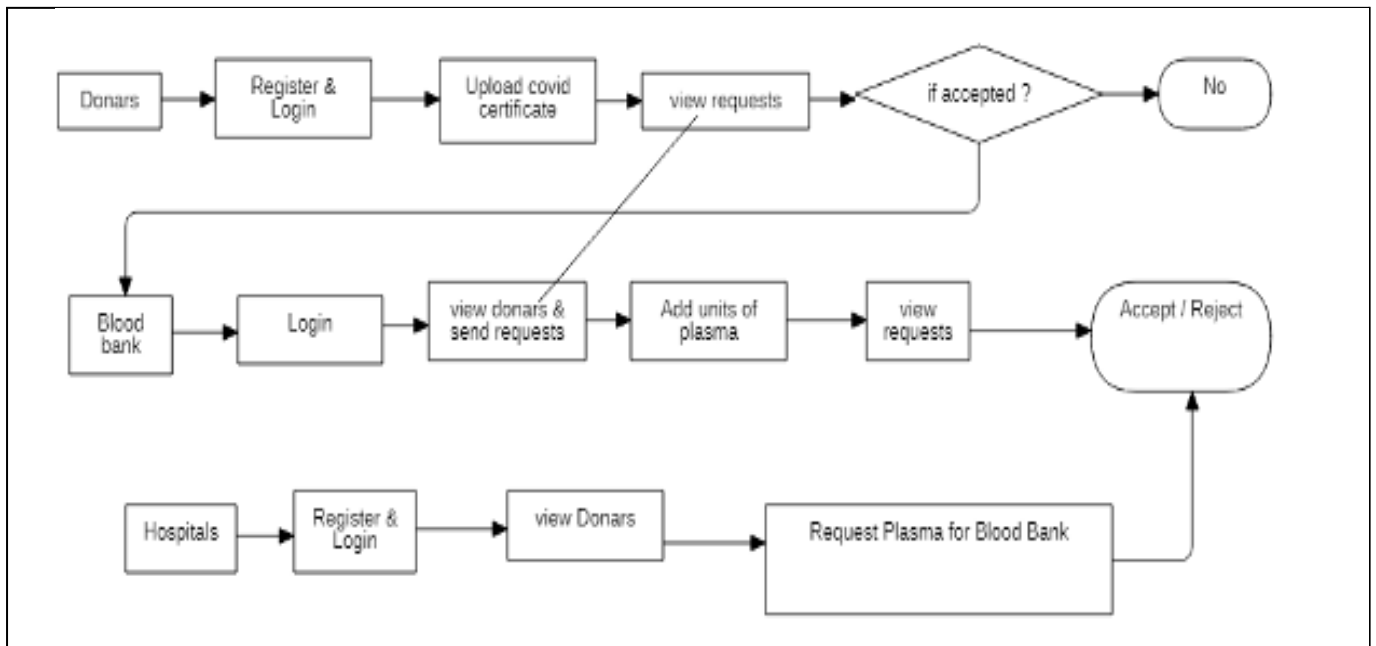 Donars
Register &
Login
Upload covid
certificate
view requests
if accepted ?
No
Blood
bank
Login
view donars &
send requests
Add units of
plasma
view
requests
Accept / Reject
Hospitals
Register &
Login
view Donars
Request Plasma for Blood Bank